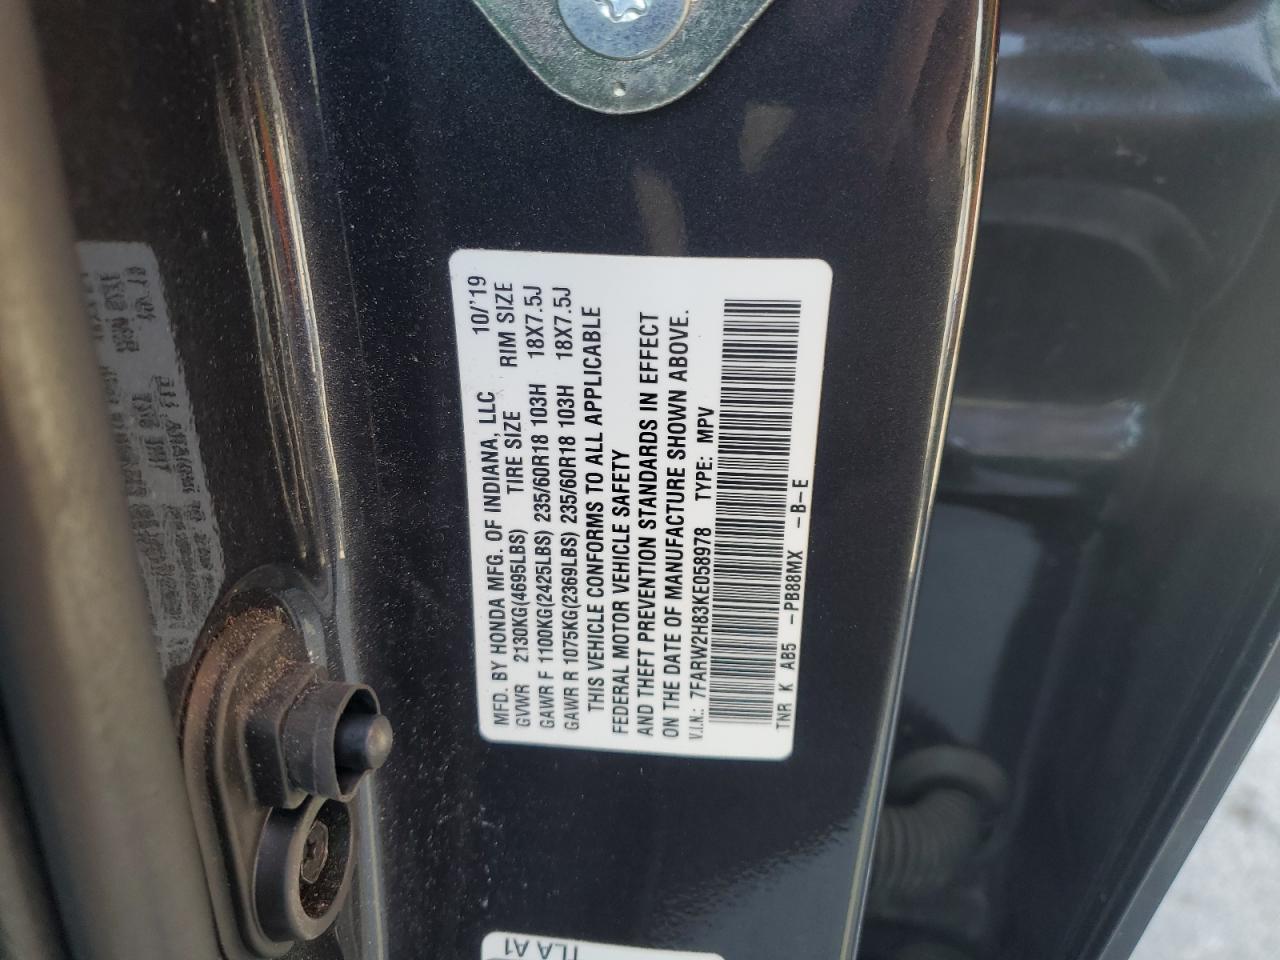 MFD. BY HONDA MFG. OF INDIANA, LLC 10/'19
GVWR 2130KG(4695LBS) TIRE SIZE RIM SIZE
GAWR F 1100KG(2425LBS) 235/60R18 103H 18X7.5J
GAWR R 1075KG(2369LBS) 235/60R18 103H 18X7.5J
THIS VEHICLE CONFORMS TO ALL APPLICABLE
FEDERAL MOTOR VEHICLE SAFETY
AND THEFT PREVENTION STANDARDS IN EFFECT
ON THE DATE OF MANUFACTURE SHOWN ABOVE.
V.I.N.: 7FARW2H83KE058978 TYPE: MPV
TNR K AB5 -PB88MX -B-E